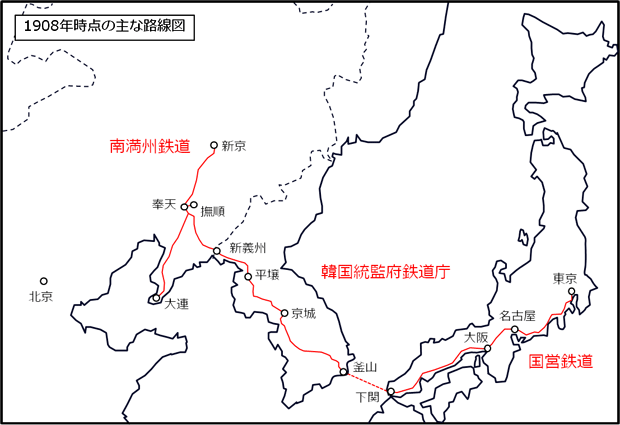 1908年時点の主な路線図
南満州鉄道
新京
奉天
撫順
新義州
平壌
韓国統監府鉄道庁
北京
大連
京城
東京
名古屋
大阪
国営鉄道
釜山
下関